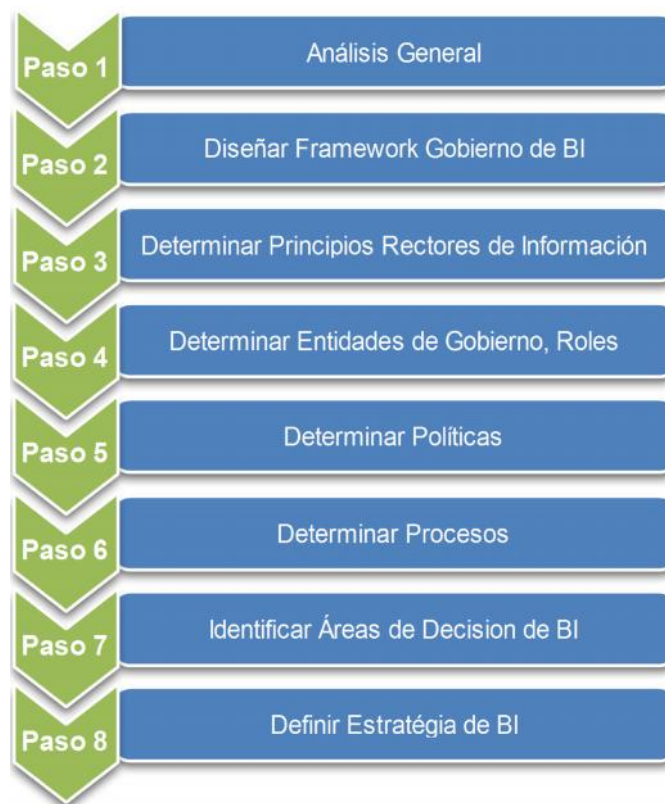 Paso 1
Análisis General
Paso 2
Diseñar Framework Gobierno de BI
Paso 3
Determinar Principios Rectores de Información
Paso 4
Determinar Entidades de Gobierno, Roles
Paso 5
Determinar Políticas
Paso 6
Determinar Procesos
Paso 7
Identificar Áreas de Decision de BI
Paso 8
Definir Estratégia de BI